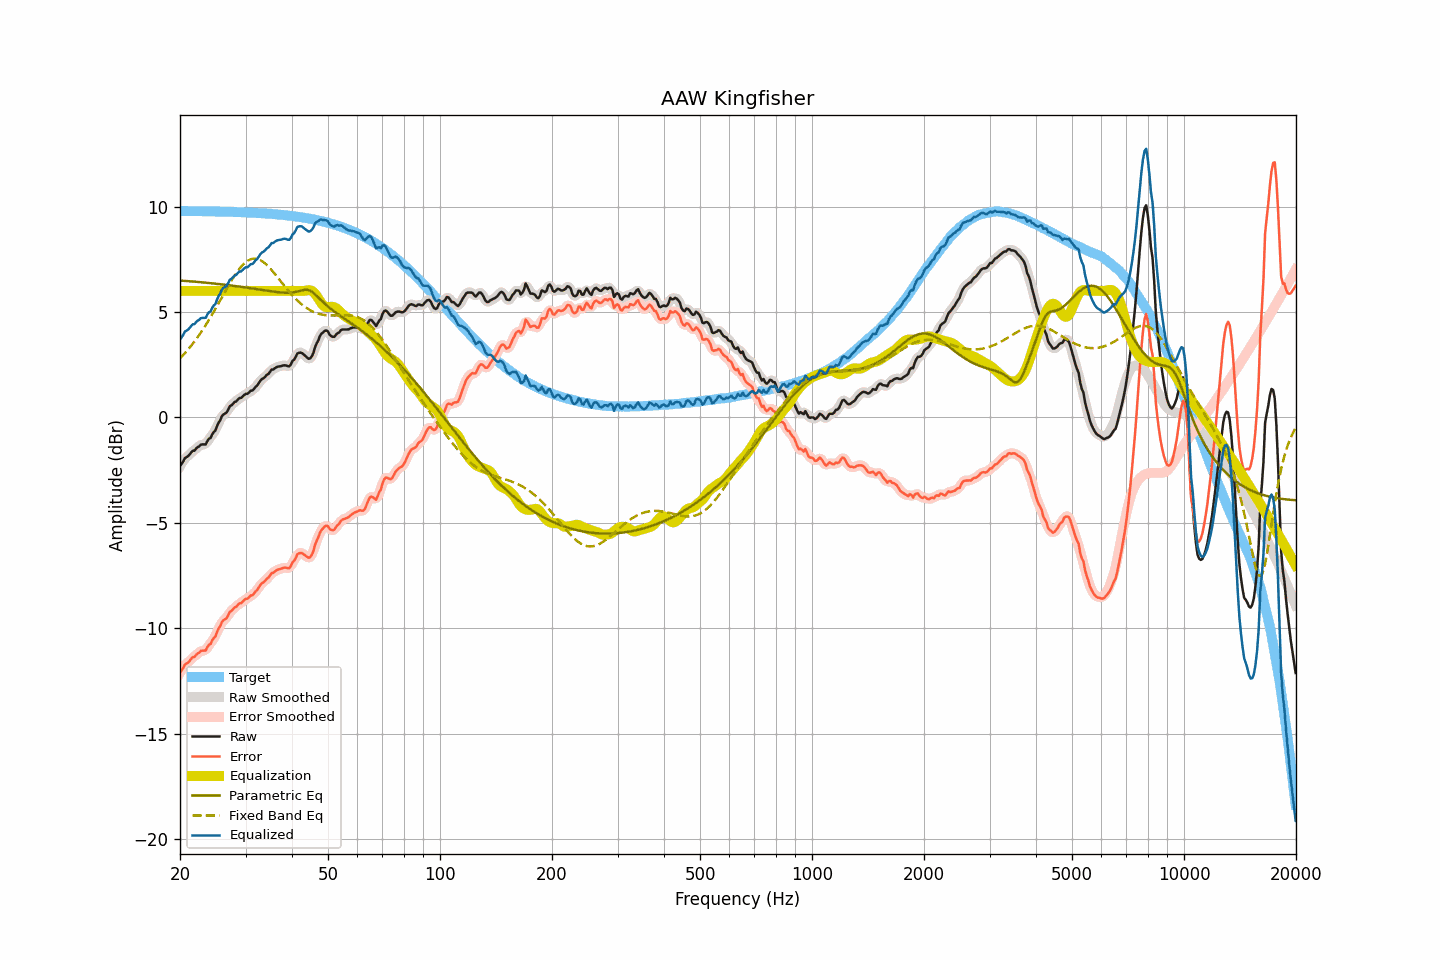 AAW Kingfisher
Amplitude (dBr)
10
5
0
−5
−10
−15
−20
Target
Raw Smoothed
Error Smoothed
Raw
Error
Equalization
Parametric Eq
Fixed Band Eq
Equalized
20 50 100 200 500 1000 2000 5000 10000 20000
Frequency (Hz)